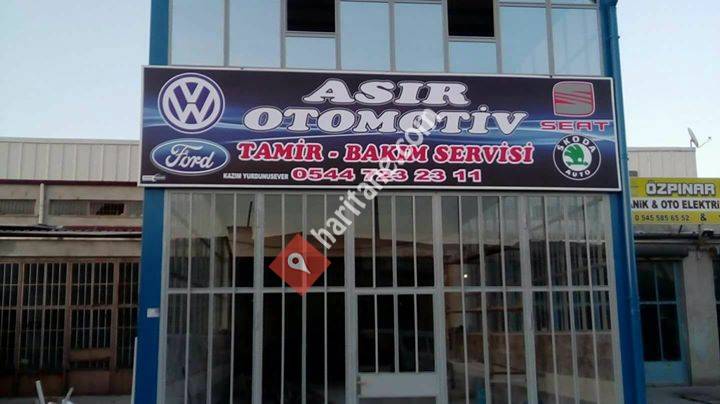 ASIR
OTOMOTİV
TAMİR - BAKIM SERVİSİ
KAZIM YURDUNUSEVER 0544 723 23 11
Ford
SEAT
ŠKODA
AUTO
ÖZPINAR
ANİK & OTO ELEKTRİ
0 545 585 65 52 &
haritane.com